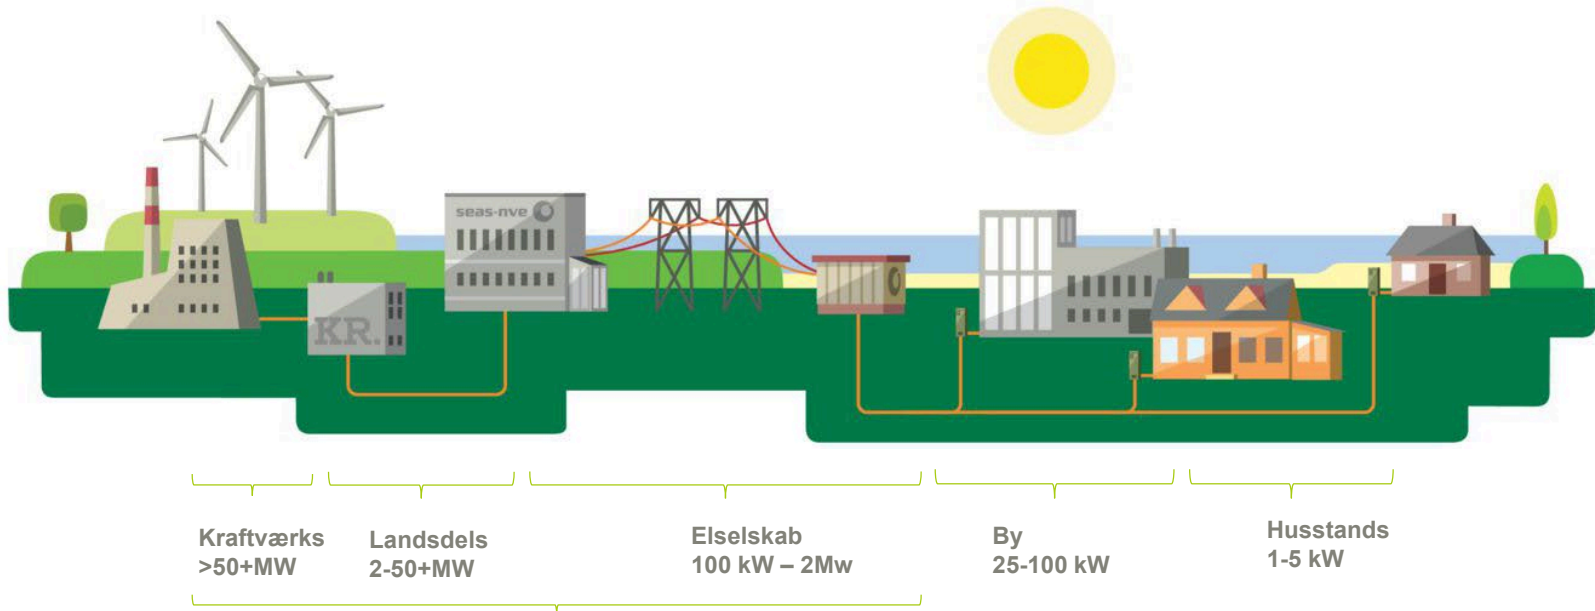 seas-nve
KR.
Kraftværks
>50+MW
Landsdels
2-50+MW
Elselskab
100 kW – 2Mw
By
25-100 kW
Husstands
1-5 kW